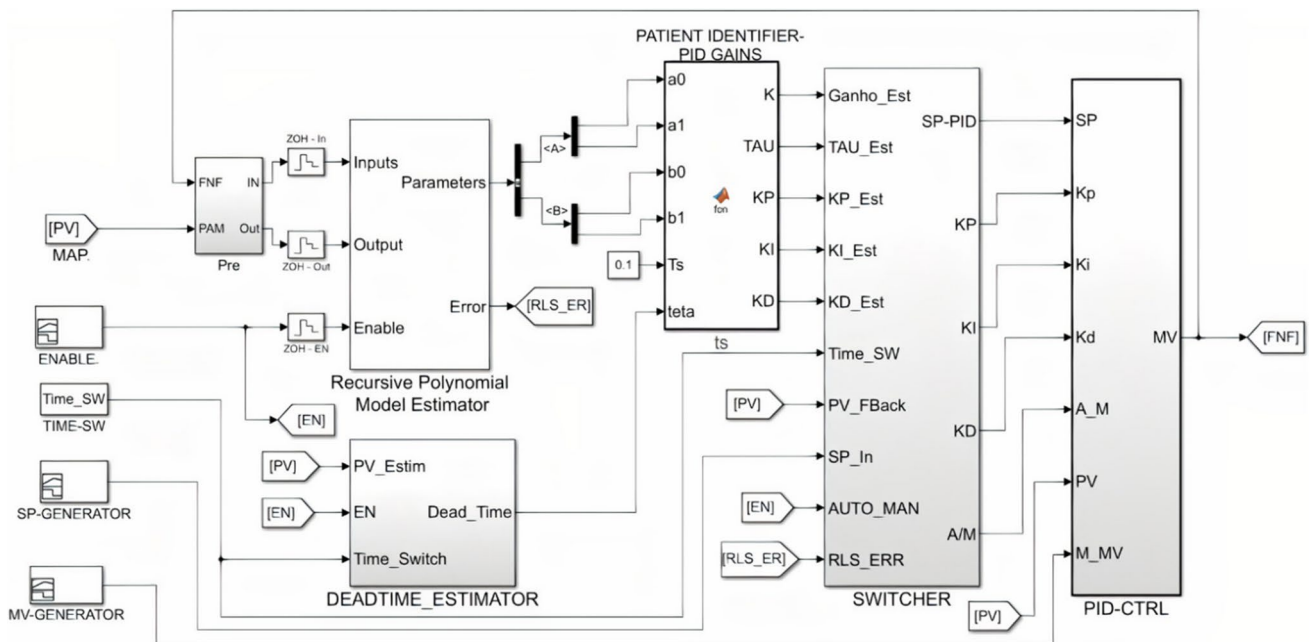 PATIENT IDENTIFIER-
PID GAINS
FNF
IN
PAM
Out
Pre
[PV]
MAP.
ZOH - In
ZOH - Out
ZOH - EN
Inputs
Output
Enable
Parameters
Error
Recursive Polynomial
Model Estimator
[RLS_ER]
ENABLE.
[EN]
Time_SW
TIME-SW
SP-GENERATOR
MV-GENERATOR
<A>
<B>
a0
a1
b0
b1
Ts
teta
0.1
K
TAU
KP
KI
KD
fon
ts
[PV]
[EN]
PV_Estim
EN
Time_Switch
Dead_Time
DEADTIME_ESTIMATOR
Ganho_Est
TAU_Est
KP_Est
KI_Est
KD_Est
Time_SW
PV_FBack
SP_In
AUTO_MAN
RLS_ERR
[PV]
[EN]
[RLS_ER]
SP-PID
KP
KI
KD
A/M
SWITCHER
SP
Kp
Ki
Kd
A_M
PV
M_MV
MV
[PV]
PID-CTRL
[FNF]